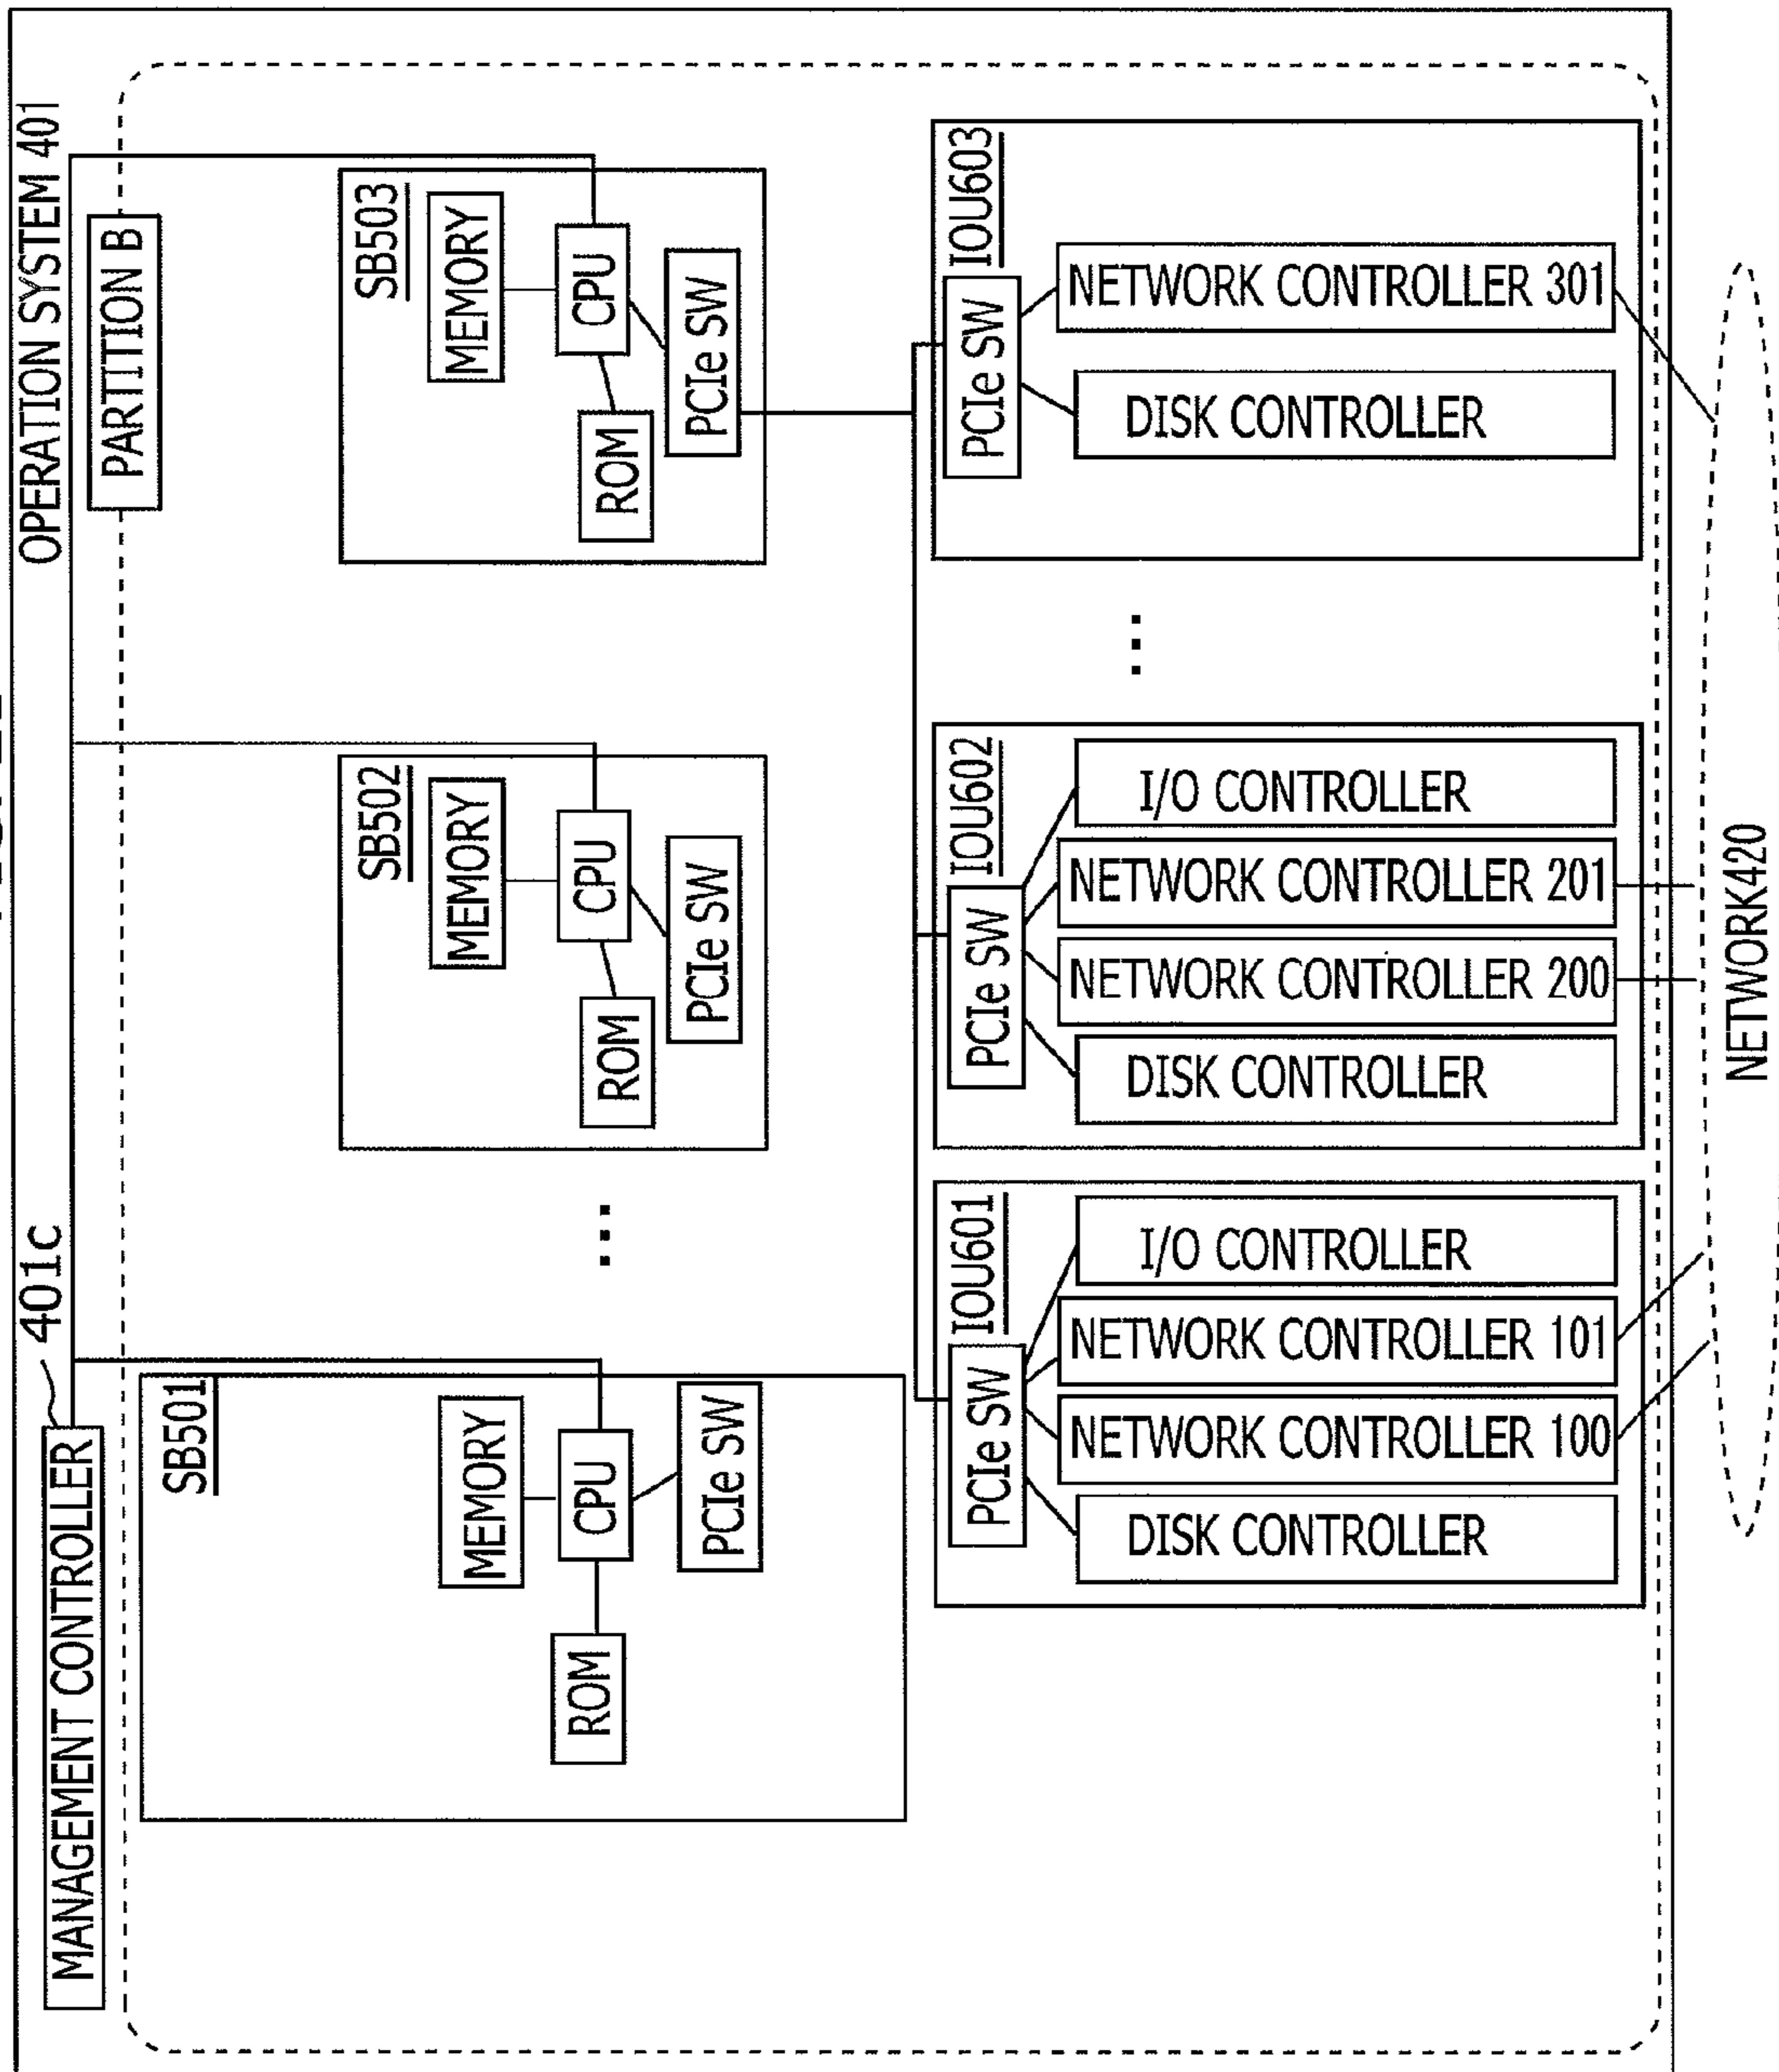 OPERATION SYSTEM 401
MANAGEMENT CONTROLLER
401c
PARTITION B
SB501
MEMORY
CPU
ROM
PCIe SW
...
SB502
MEMORY
CPU
ROM
PCIe SW
SB503
MEMORY
CPU
ROM
PCIe SW
IOU601
PCIe SW
DISK CONTROLLER
NETWORK CONTROLLER 100
NETWORK CONTROLLER 101
I/O CONTROLLER
IOU602
PCIe SW
DISK CONTROLLER
NETWORK CONTROLLER 200
NETWORK CONTROLLER 201
I/O CONTROLLER
...
IOU603
PCIe SW
DISK CONTROLLER
NETWORK CONTROLLER 301
NETWORK420